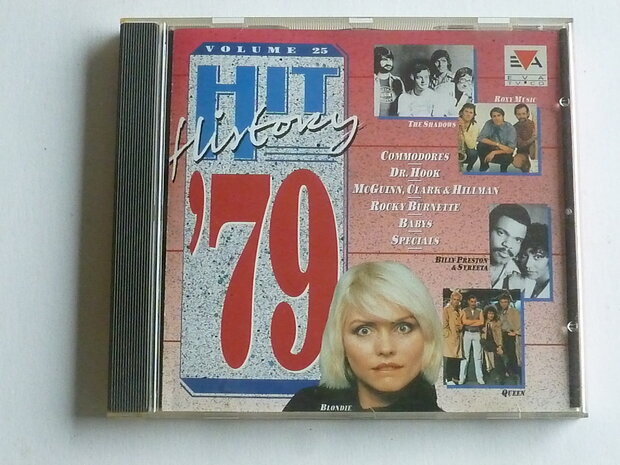 VOLUME 25
HIT
History
'79
EVA
THE SHADOWS
ROXY MUSIC
COMMODORES
DR. HOOK
MCGUINN, CLARK & HILLMAN
ROCKY BURNETTE
BABYS
SPECIALS
BILLY PRESTON
& SYREETA
QUEEN
BLONDIE